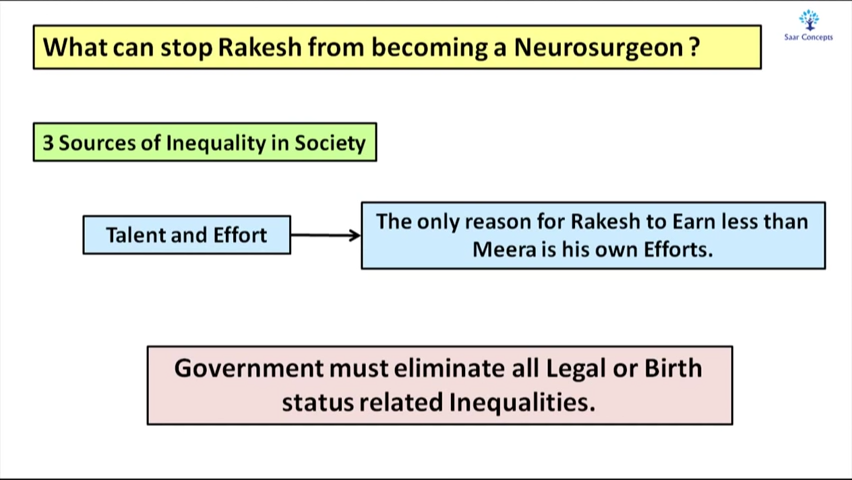 Saar Concepts
What can stop Rakesh from becoming a Neurosurgeon ?
3 Sources of Inequality in Society
Talent and Effort
The only reason for Rakesh to Earn less than
Meera is his own Efforts.
Government must eliminate all Legal or Birth
status related Inequalities.